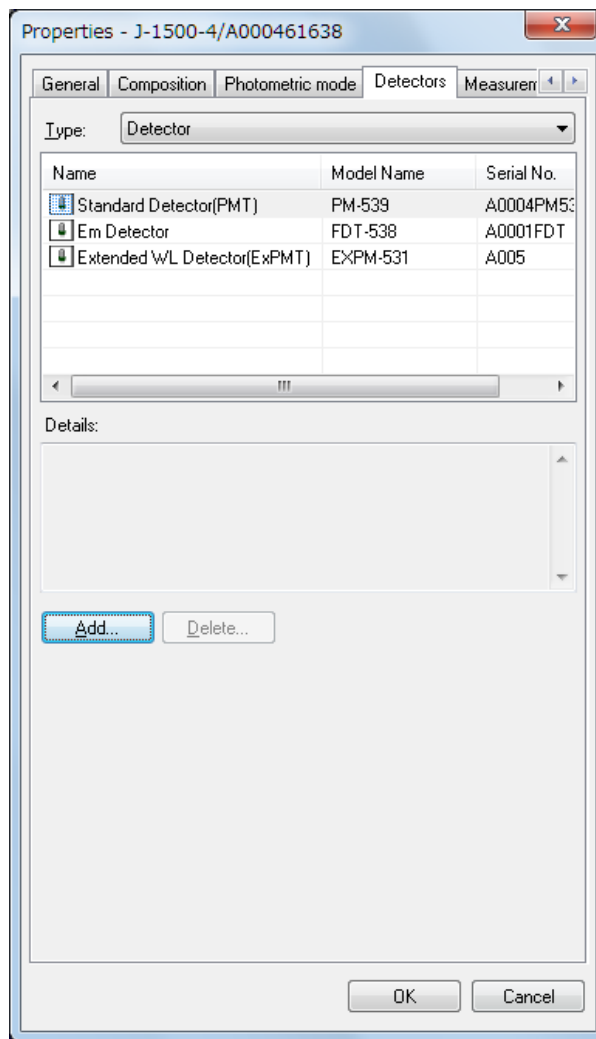 Properties - J-1500-4/A000461638
General Composition Photometric mode Detectors Measurem
Type: Detector
Name Model Name Serial No.
Standard Detector(PMT) PM-539 A0004PM53
Em Detector FDT-538 A0001FDT
Extended WL Detector(ExPMT) EXPM-531 A005
Details:
Add... Delete...
OK Cancel